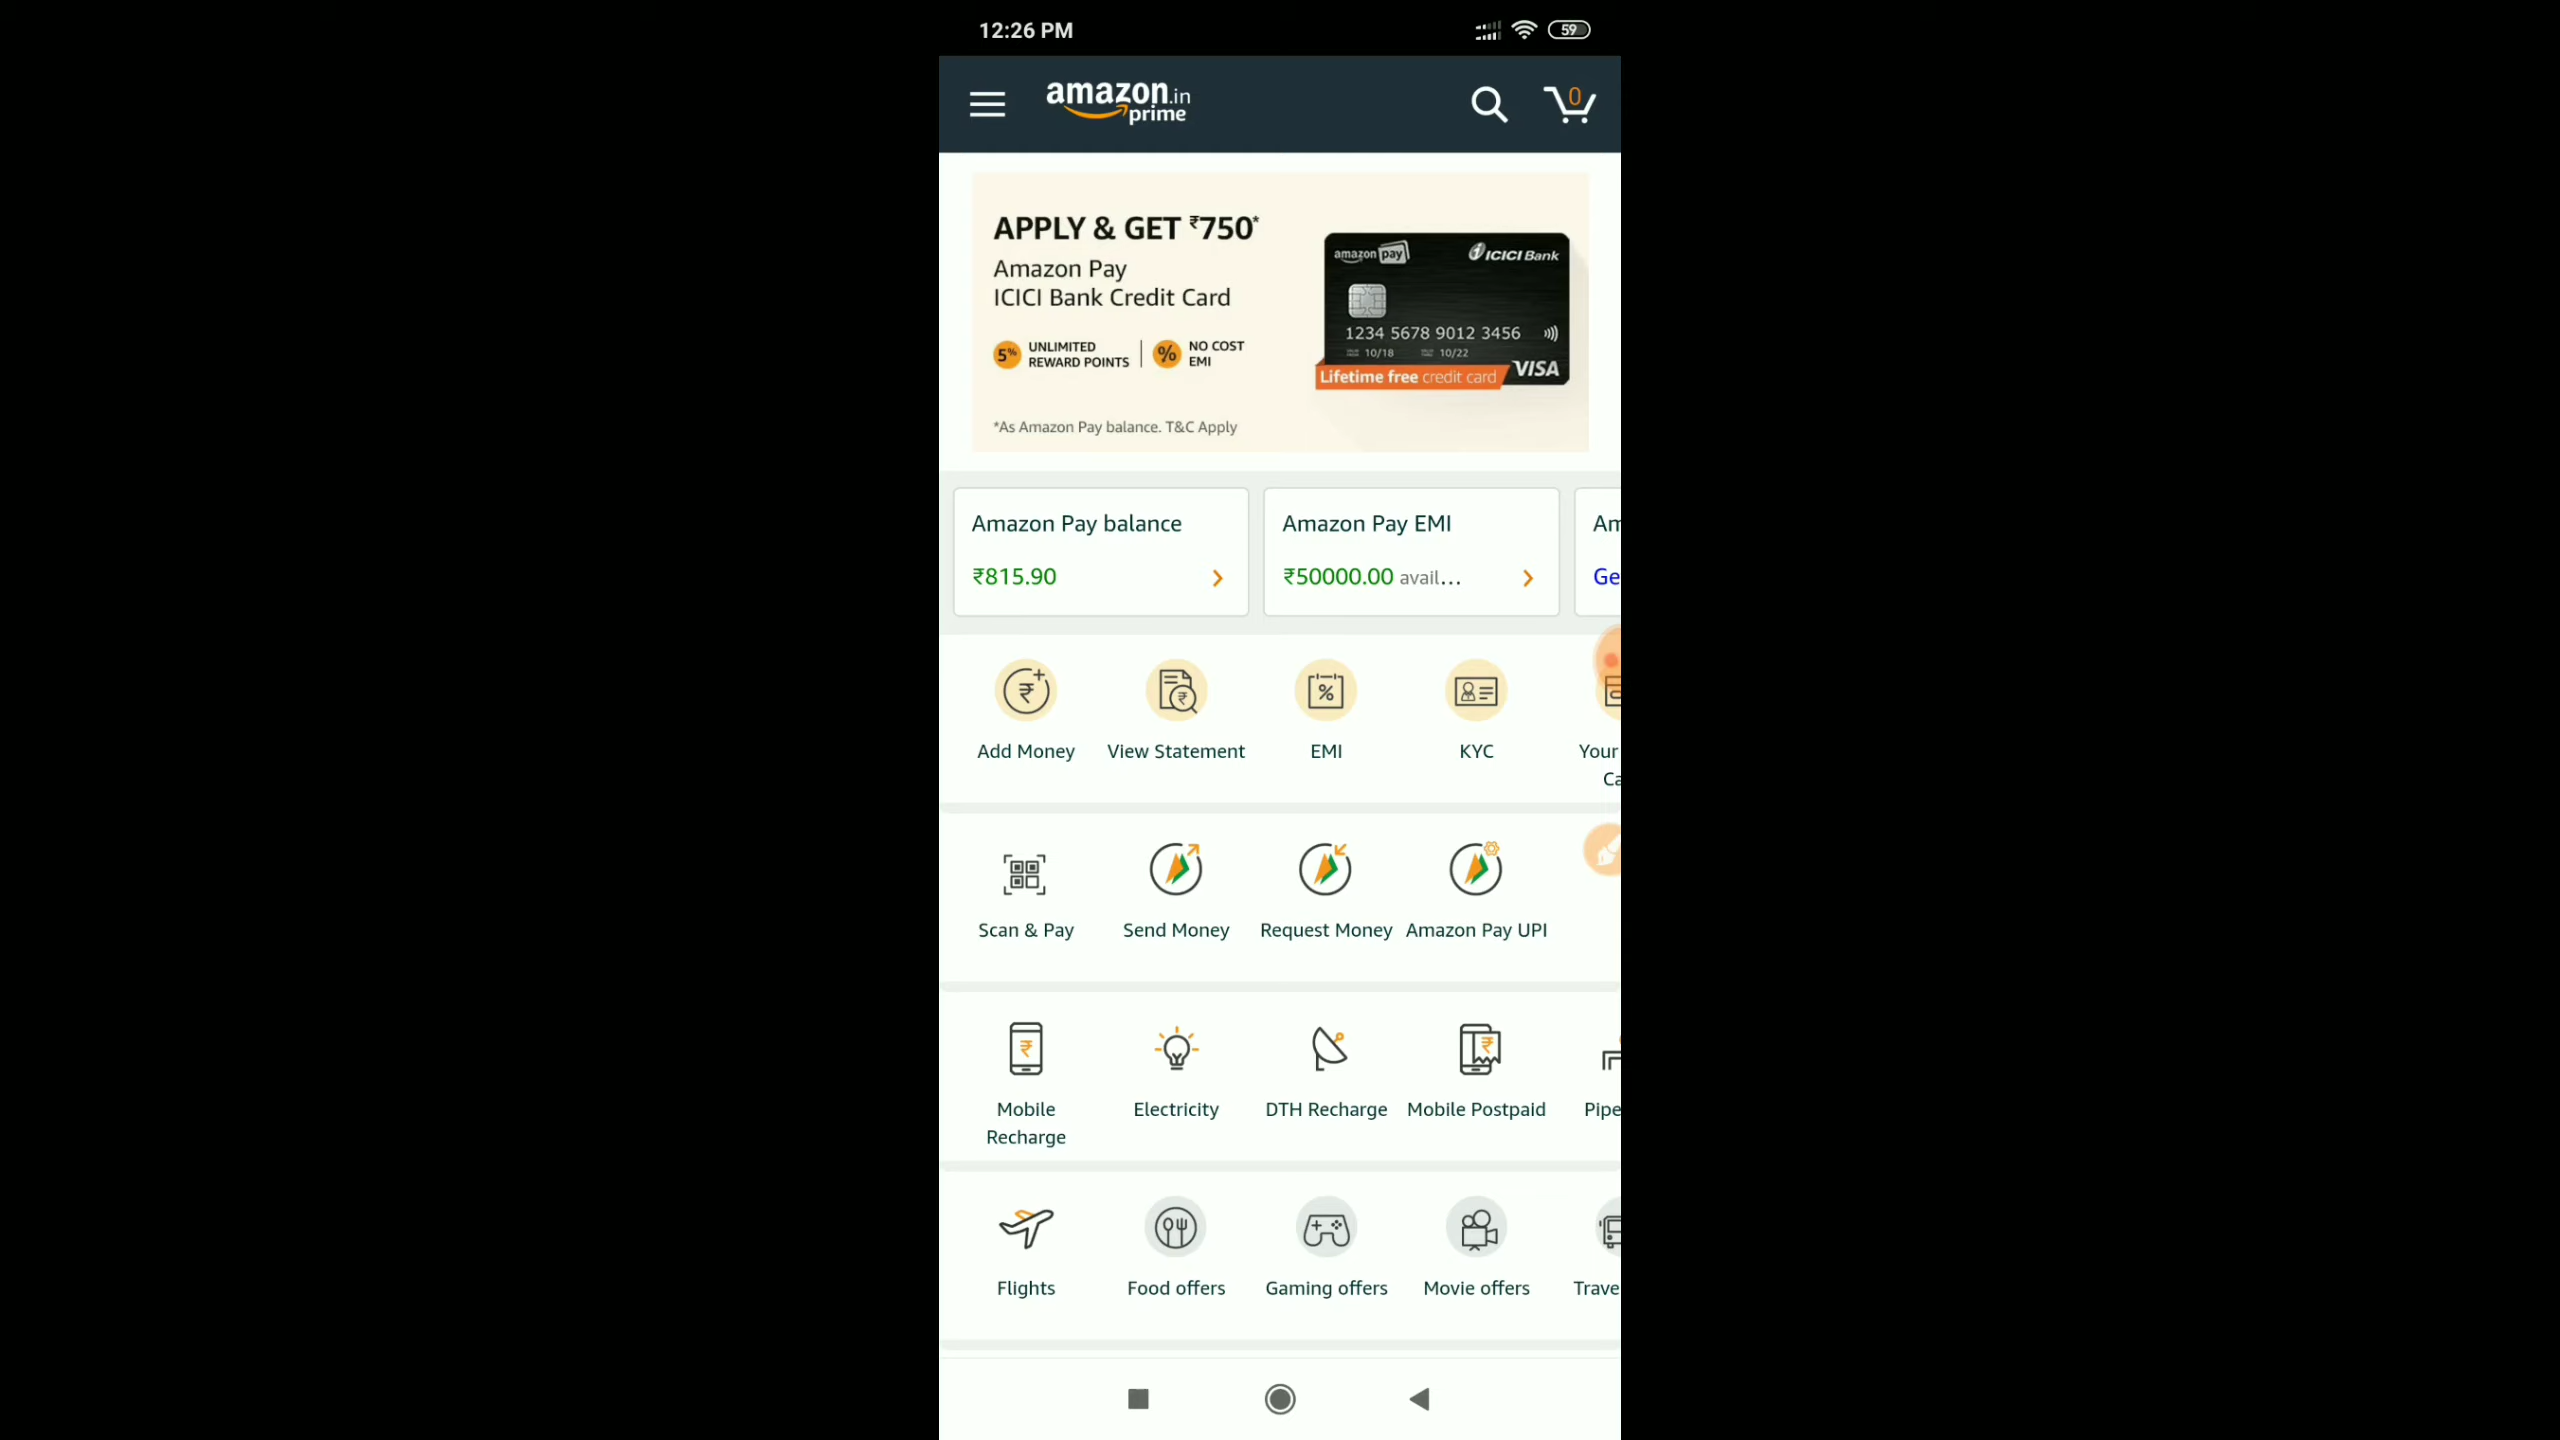 12:26 PM
59
amazon.in
prime
0
APPLY & GET ₹750*
Amazon Pay
ICICI Bank Credit Card
5% UNLIMITED REWARD POINTS
% NO COST EMI
*As Amazon Pay balance. T&C Apply
amazon pay
ICICI Bank
1234 5678 9012 3456
10/18 10/22
VISA
Lifetime free credit card
Amazon Pay balance
₹815.90
Amazon Pay EMI
₹50000.00 avail...
Am
Ge
Add Money
View Statement
EMI
KYC
Your
Ca
Scan & Pay
Send Money
Request Money
Amazon Pay UPI
Mobile
Recharge
Electricity
DTH Recharge
Mobile Postpaid
Pipe
Flights
Food offers
Gaming offers
Movie offers
Trave